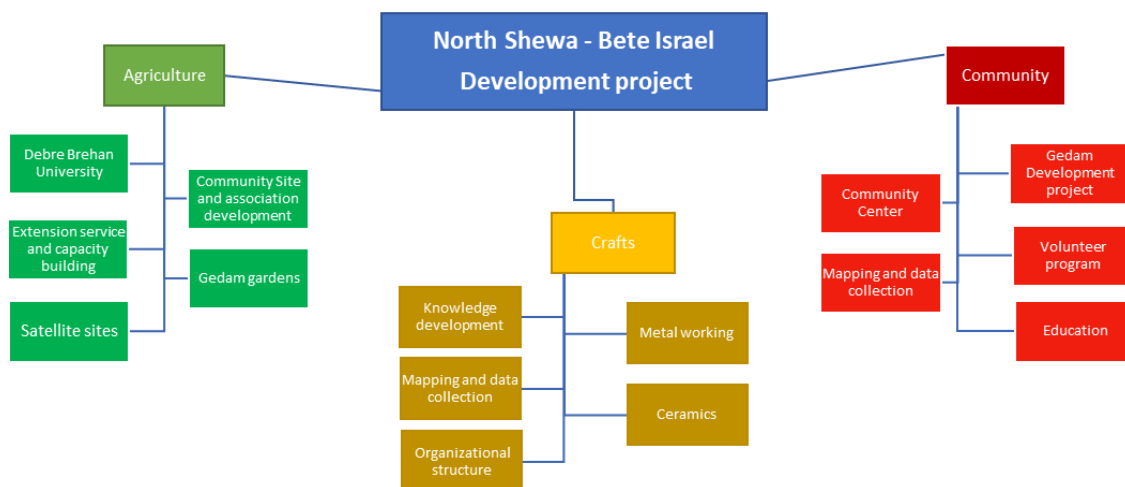 North Shewa - Bete Israel
Development project
Agriculture
Debre Brehan
University
Community Site
and association
development
Extension service
and capacity
building
Gedam gardens
Satellite sites
Crafts
Knowledge
development
Metal working
Mapping and data
collection
Ceramics
Organizational
structure
Community
Gedam
Development
project
Community
Center
Volunteer
program
Mapping and data
collection
Education